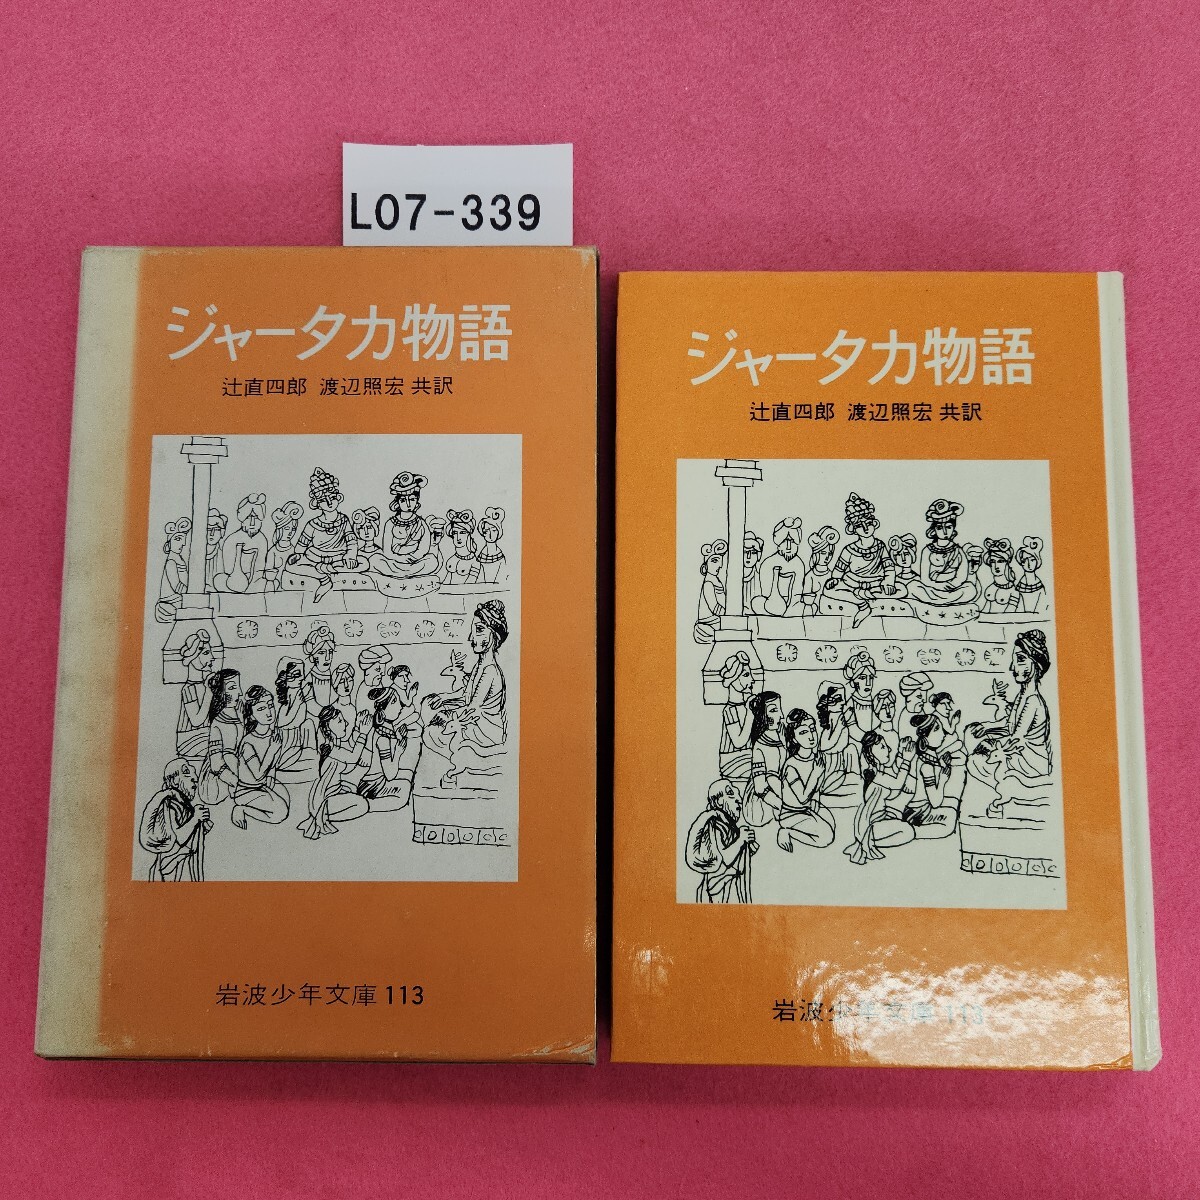 L07-339
ジャータカ物語
辻直四郎 渡辺照宏 共訳
岩波少年文庫 113
ジャータカ物語
辻直四郎 渡辺照宏 共訳
岩波少年文庫 113